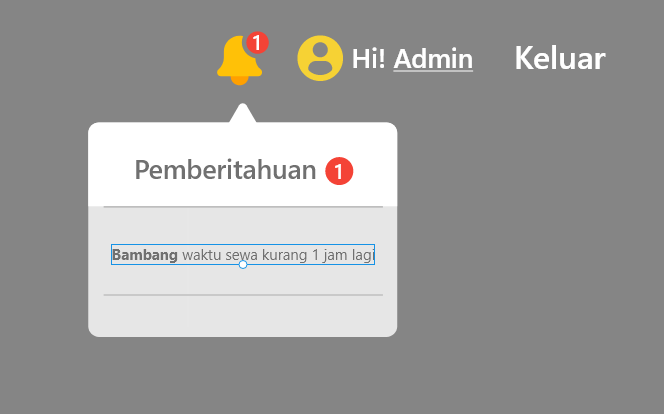 1
Hi! Admin
Keluar
Pemberitahuan 1
Bambang waktu sewa kurang 1 jam lagi